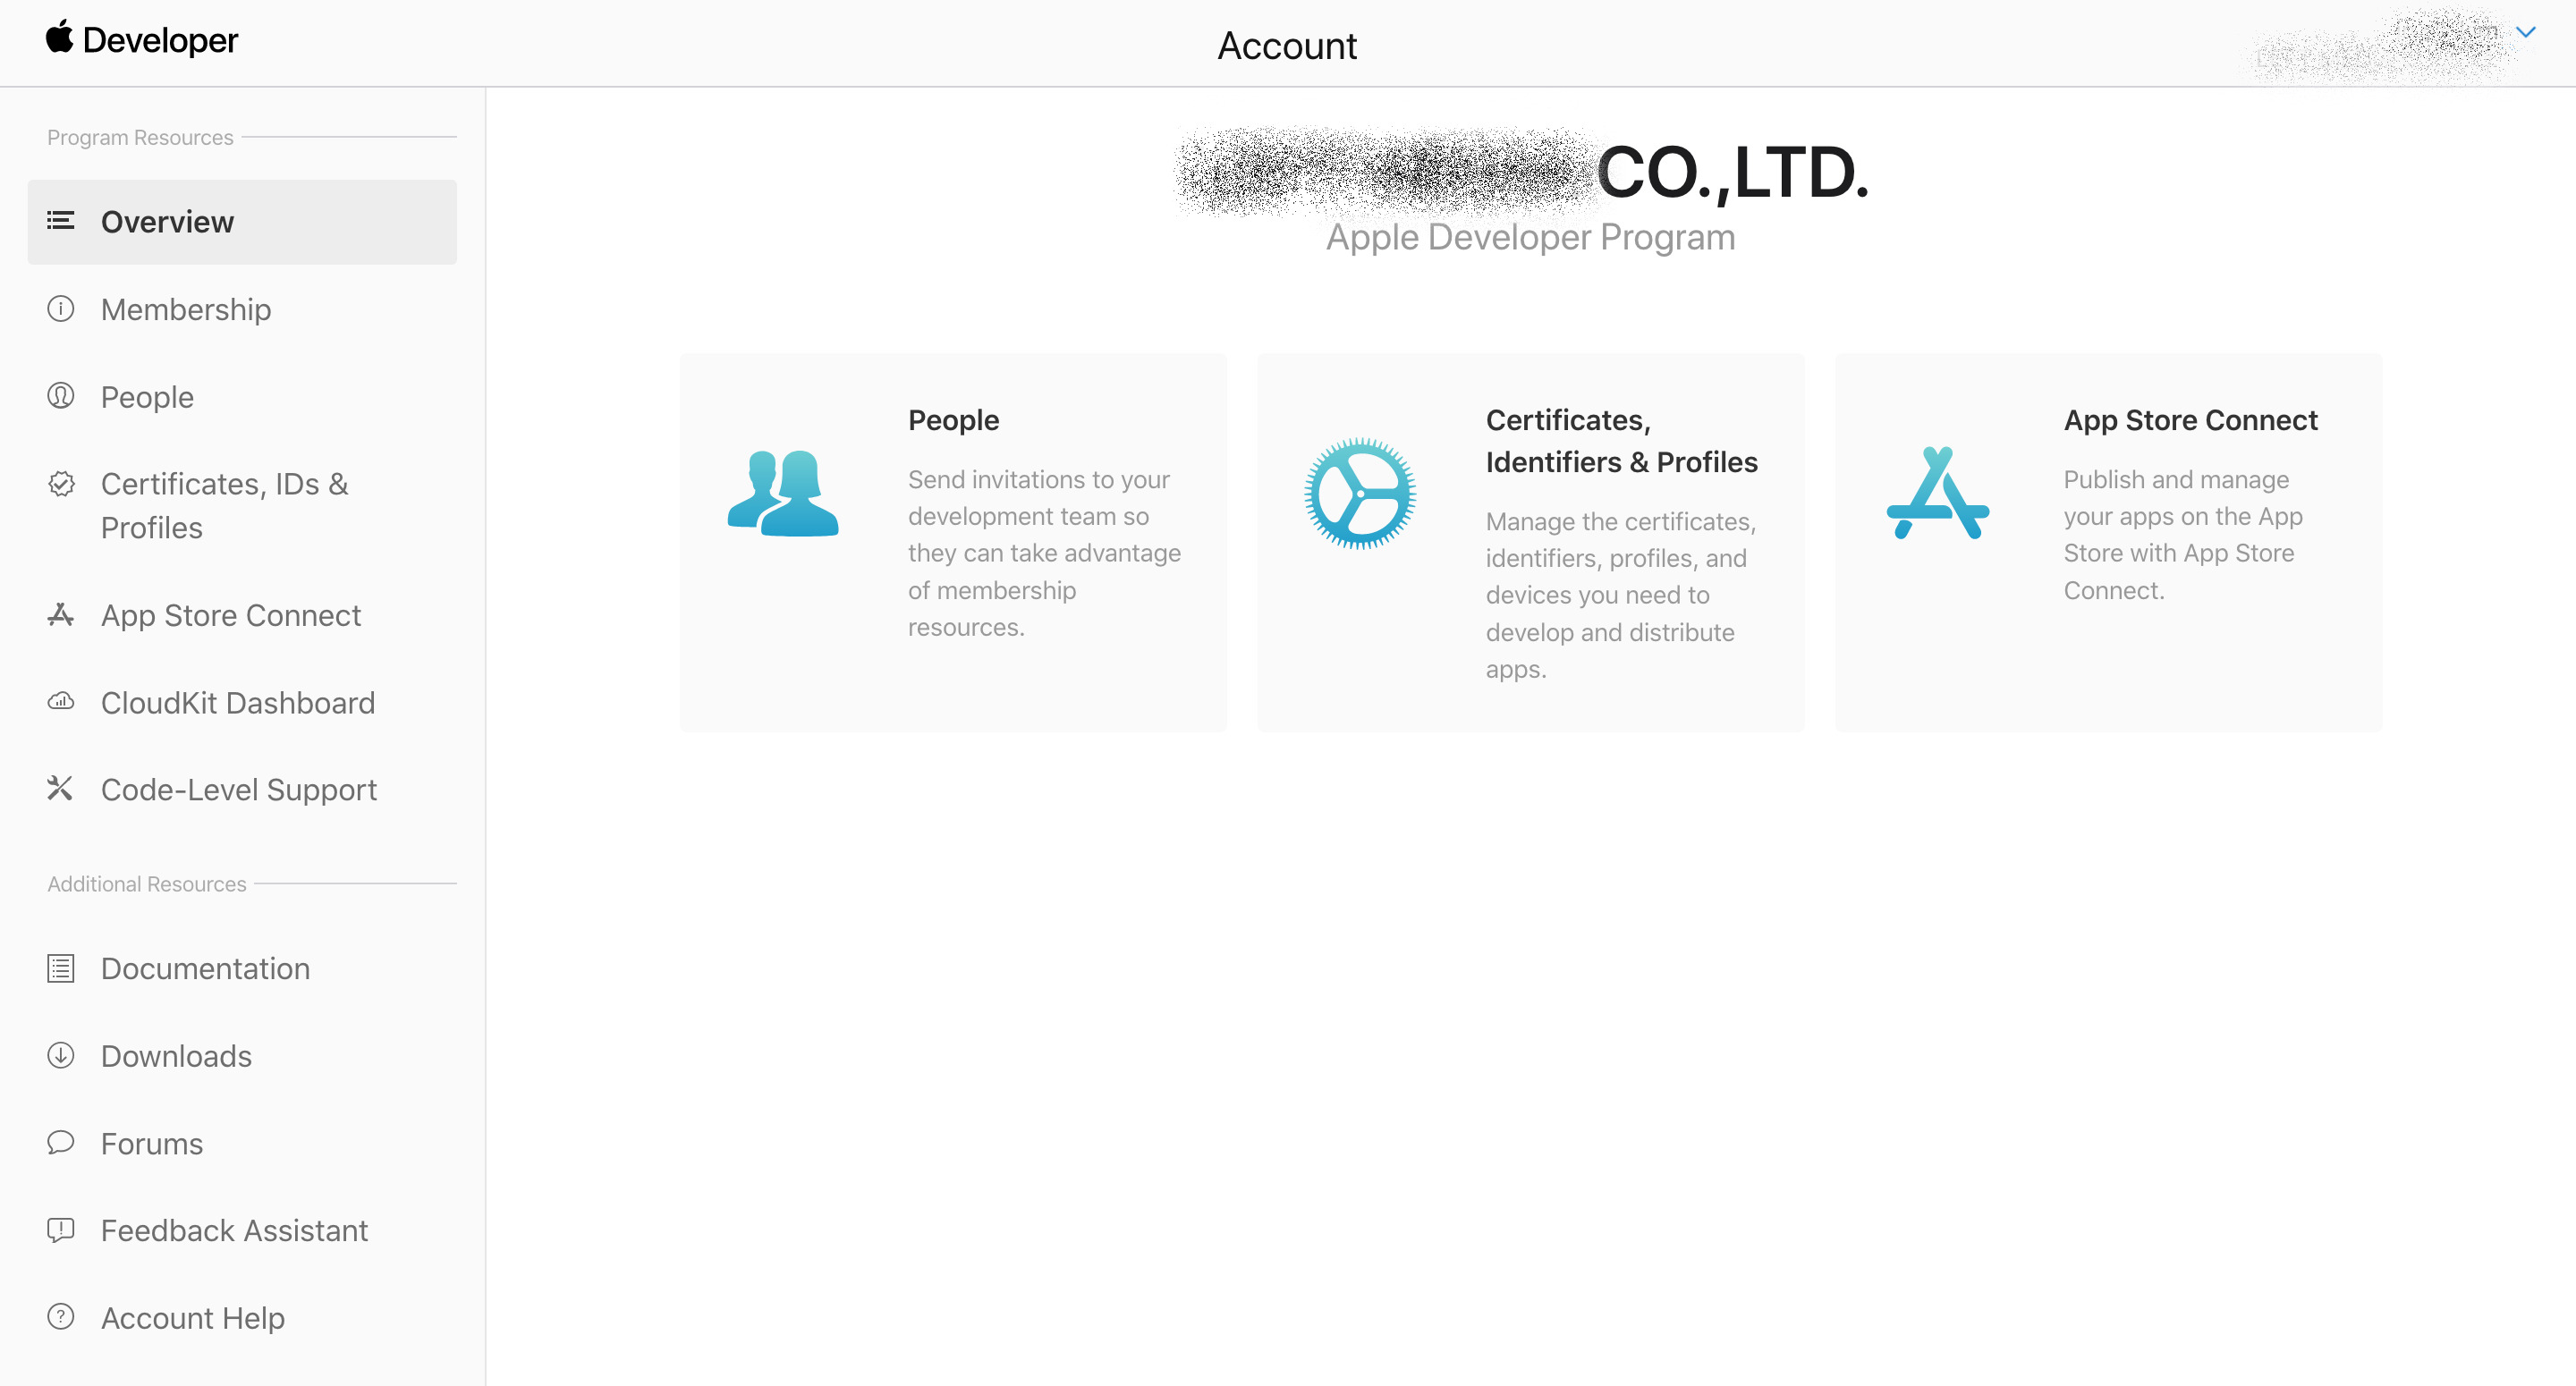 Developer
Account
CO.,LTD.
Apple Developer Program
Program Resources
Overview
Membership
People
Certificates, IDs &
Profiles
App Store Connect
CloudKit Dashboard
Code-Level Support
Additional Resources
Documentation
Downloads
Forums
Feedback Assistant
Account Help
People
Send invitations to your
development team so
they can take advantage
of membership
resources.
Certificates,
Identifiers & Profiles
Manage the certificates,
identifiers, profiles, and
devices you need to
develop and distribute
apps.
App Store Connect
Publish and manage
your apps on the App
Store with App Store
Connect.